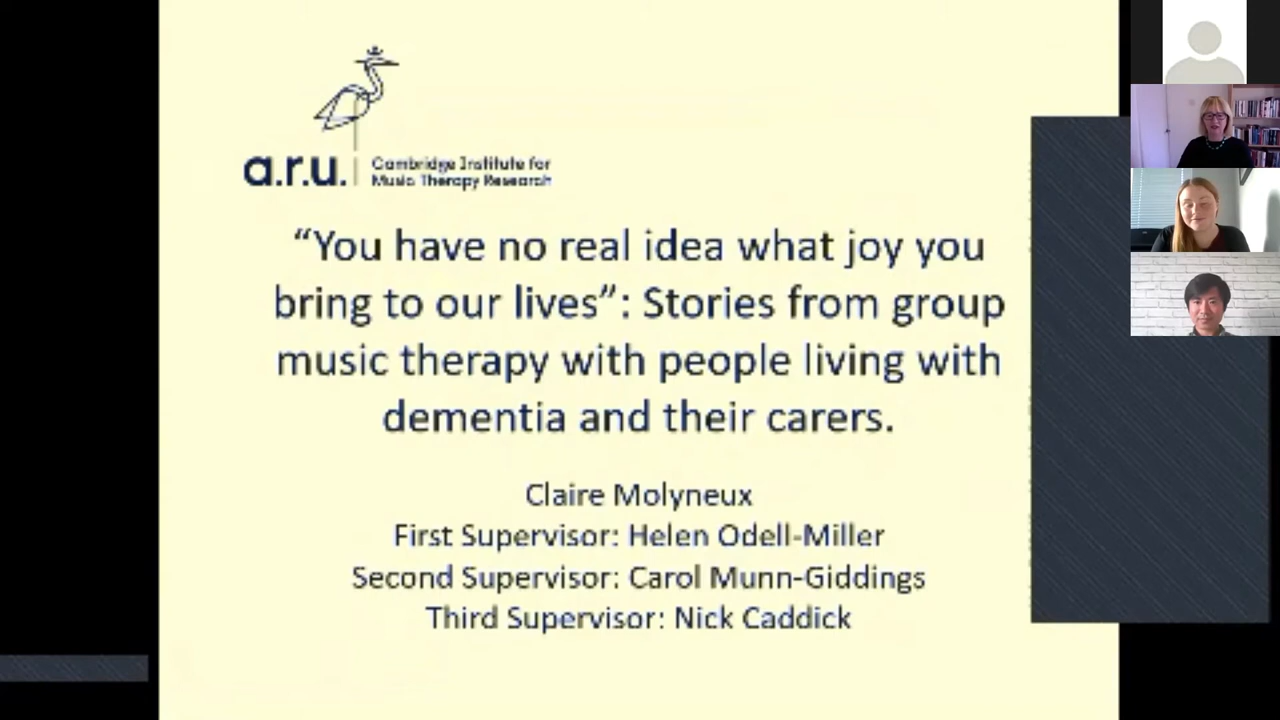 a.r.u.
Cambridge Institute for
Music Therapy Research
“You have no real idea what joy you
bring to our lives”: Stories from group
music therapy with people living with
dementia and their carers.
Claire Molyneux
First Supervisor: Helen Odell-Miller
Second Supervisor: Carol Munn-Giddings
Third Supervisor: Nick Caddick